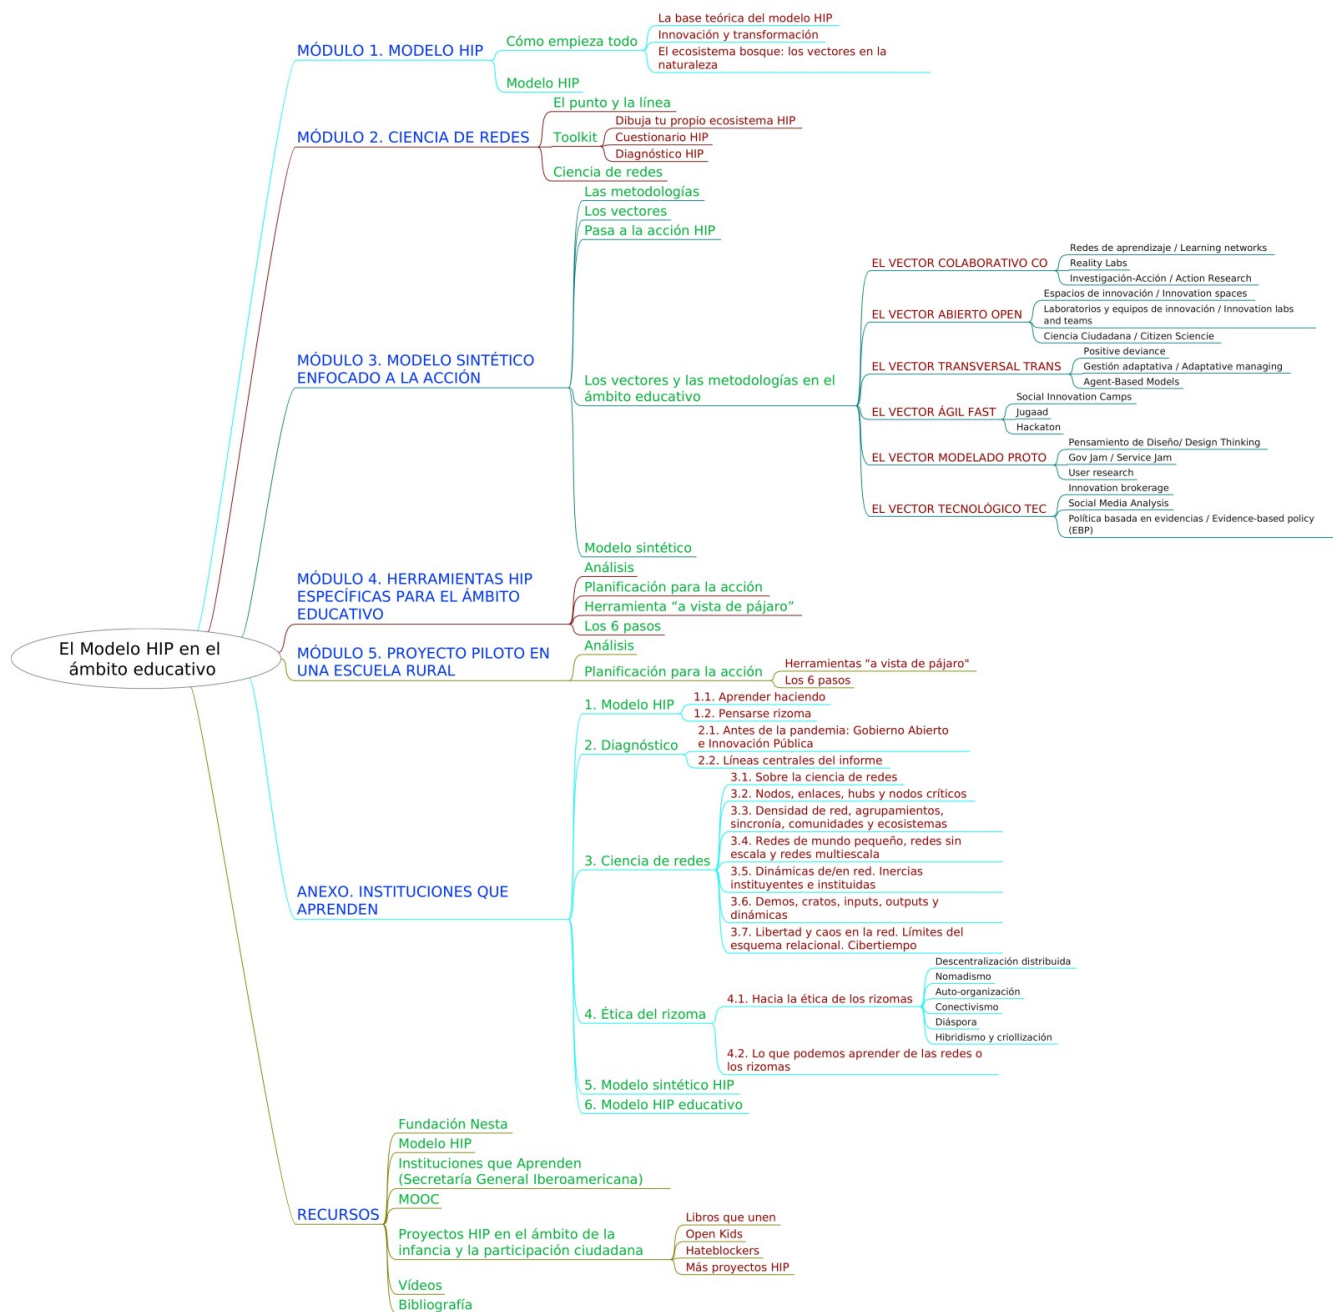 El Modelo HIP en el
ámbito educativo
MÓDULO 1. MODELO HIP
Cómo empieza todo
La base teórica del modelo HIP
Innovación y transformación
El ecosistema bosque: los vectores en la
naturaleza
Modelo HIP
MÓDULO 2. CIENCIA DE REDES
El punto y la línea
Toolkit
Dibuja tu propio ecosistema HIP
Cuestionario HIP
Diagnóstico HIP
Ciencia de redes
MÓDULO 3. MODELO SINTÉTICO
ENFOCADO A LA ACCIÓN
Las metodologías
Los vectores
Pasa a la acción HIP
Los vectores y las metodologías en el
ámbito educativo
EL VECTOR COLABORATIVO CO
Redes de aprendizaje / Learning networks
Reality Labs
Investigación-Acción / Action Research
EL VECTOR ABIERTO OPEN
Espacios de innovación / Innovation spaces
Laboratorios y equipos de innovación / Innovation labs
and teams
Ciencia Ciudadana / Citizen Sciencie
EL VECTOR TRANSVERSAL TRANS
Positive deviance
Gestión adaptativa / Adaptative managing
Agent-Based Models
EL VECTOR ÁGIL FAST
Social Innovation Camps
Jugaad
Hackaton
EL VECTOR MODELADO PROTO
Pensamiento de Diseño/ Design Thinking
Gov Jam / Service Jam
User research
EL VECTOR TECNOLÓGICO TEC
Innovation brokerage
Social Media Analysis
Política basada en evidencias / Evidence-based policy
(EBP)
Modelo sintético
MÓDULO 4. HERRAMIENTAS HIP
ESPECÍFICAS PARA EL ÁMBITO
EDUCATIVO
Análisis
Planificación para la acción
Herramienta “a vista de pájaro”
Los 6 pasos
MÓDULO 5. PROYECTO PILOTO EN
UNA ESCUELA RURAL
Análisis
Planificación para la acción
Herramientas "a vista de pájaro"
Los 6 pasos
ANEXO. INSTITUCIONES QUE
APRENDEN
1. Modelo HIP
1.1. Aprender haciendo
1.2. Pensarse rizoma
2. Diagnóstico
2.1. Antes de la pandemia: Gobierno Abierto
e Innovación Pública
2.2. Líneas centrales del informe
3. Ciencia de redes
3.1. Sobre la ciencia de redes
3.2. Nodos, enlaces, hubs y nodos críticos
3.3. Densidad de red, agrupamientos,
sincronía, comunidades y ecosistemas
3.4. Redes de mundo pequeño, redes sin
escala y redes multiescala
3.5. Dinámicas de/en red. Inercias
instituyentes e instituidas
3.6. Demos, cratos, inputs, outputs y
dinámicas
3.7. Libertad y caos en la red. Límites del
esquema relacional. Cibertiempo
4. Ética del rizoma
4.1. Hacia la ética de los rizomas
Descentralización distribuida
Nomadismo
Auto-organización
Conectivismo
Diáspora
Hibridismo y criollización
4.2. Lo que podemos aprender de las redes o
los rizomas
5. Modelo sintético HIP
6. Modelo HIP educativo
RECURSOS
Fundación Nesta
Modelo HIP
Instituciones que Aprenden
(Secretaría General Iberoamericana)
MOOC
Proyectos HIP en el ámbito de la
infancia y la participación ciudadana
Libros que unen
Open Kids
Hateblockers
Más proyectos HIP
Vídeos
Bibliografía